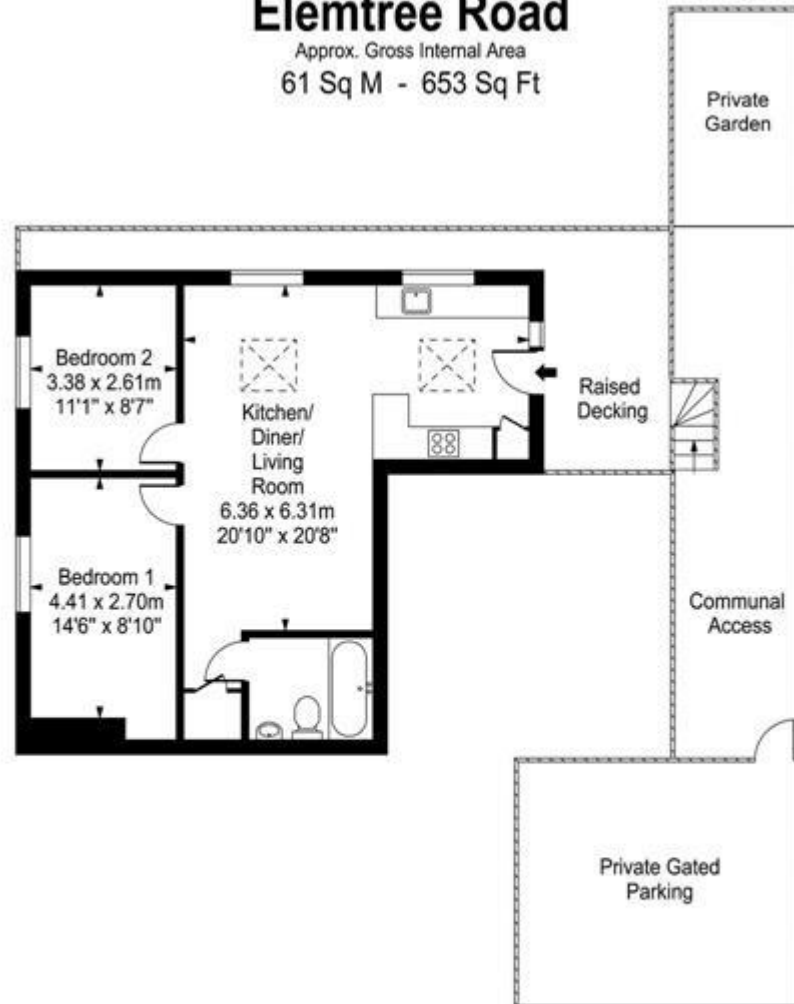 Elemtree Road
Approx. Gross Internal Area
61 Sq M - 653 Sq Ft
Private
Garden
Bedroom 2
3.38 x 2.61m
11'1" x 8'7"
Kitchen/
Diner/
Living
Room
6.36 x 6.31m
20'10" x 20'8"
Raised
Decking
Bedroom 1
4.41 x 2.70m
14'6" x 8'10"
Communal
Access
Private Gated
Parking